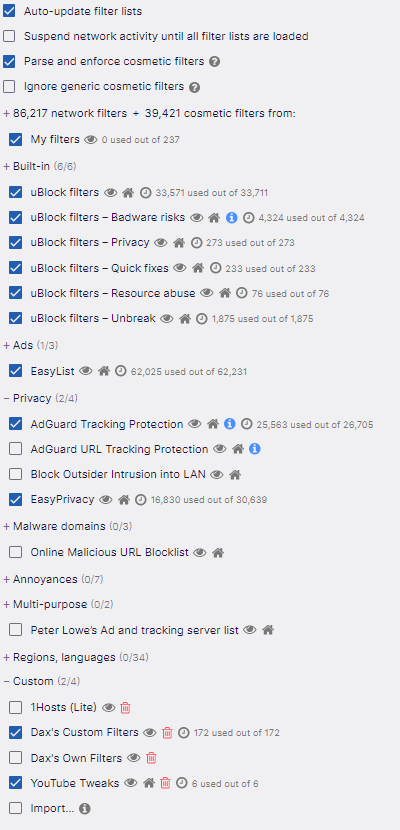 Auto-update filter lists
Suspend network activity until all filter lists are loaded
Parse and enforce cosmetic filters
Ignore generic cosmetic filters
+ 86,217 network filters + 39,421 cosmetic filters from:
My filters 0 used out of 237
+ Built-in (6/6)
uBlock filters 33,571 used out of 33,711
uBlock filters – Badware risks 4,324 used out of 4,324
uBlock filters – Privacy 273 used out of 273
uBlock filters – Quick fixes 233 used out of 233
uBlock filters – Resource abuse 76 used out of 76
uBlock filters – Unbreak 1,875 used out of 1,875
+ Ads (1/3)
EasyList 62,025 used out of 62,231
− Privacy (2/4)
AdGuard Tracking Protection 25,563 used out of 26,705
AdGuard URL Tracking Protection
Block Outsider Intrusion into LAN
EasyPrivacy 16,830 used out of 30,639
+ Malware domains (0/3)
Online Malicious URL Blocklist
+ Annoyances (0/7)
+ Multi-purpose (0/2)
Peter Lowe's Ad and tracking server list
+ Regions, languages (0/34)
− Custom (2/4)
1Hosts (Lite)
Dax's Custom Filters 172 used out of 172
Dax's Own Filters
YouTube Tweaks 6 used out of 6
Import...